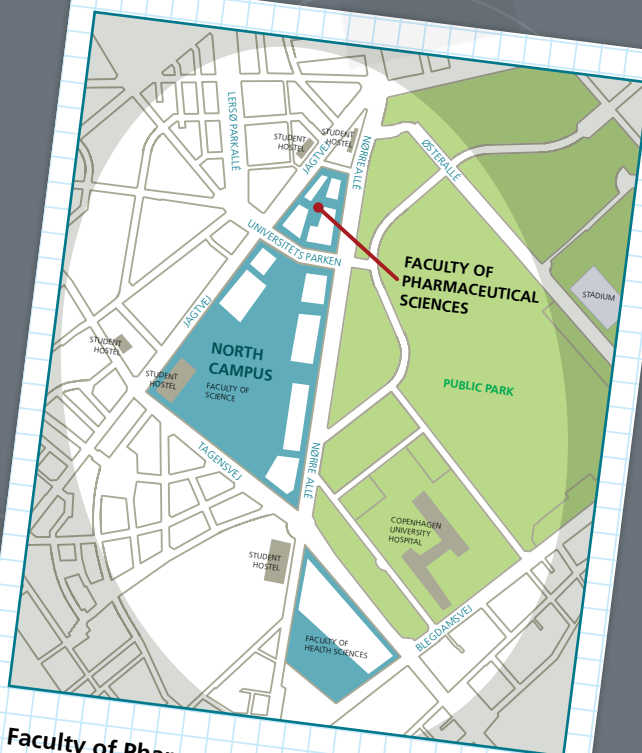 LERSØ PARKALLÉ
STUDENT
HOSTEL
STUDENT
HOSTEL
JAGTVEJ
NØRRE ALLÉ
ØSTERALLÉ
UNIVERSITETS PARKEN
FACULTY OF
PHARMACEUTICAL
SCIENCES
STADIUM
JAGTVEJ
STUDENT
HOSTEL
NORTH
CAMPUS
FACULTY OF
SCIENCE
STUDENT
HOSTEL
PUBLIC PARK
TAGENSVEJ
NØRRE ALLÉ
COPENHAGEN
UNIVERSITY
HOSPITAL
STUDENT
HOSTEL
FACULTY OF
HEALTH SCIENCES
BLEGDAMSVEJ
Faculty of